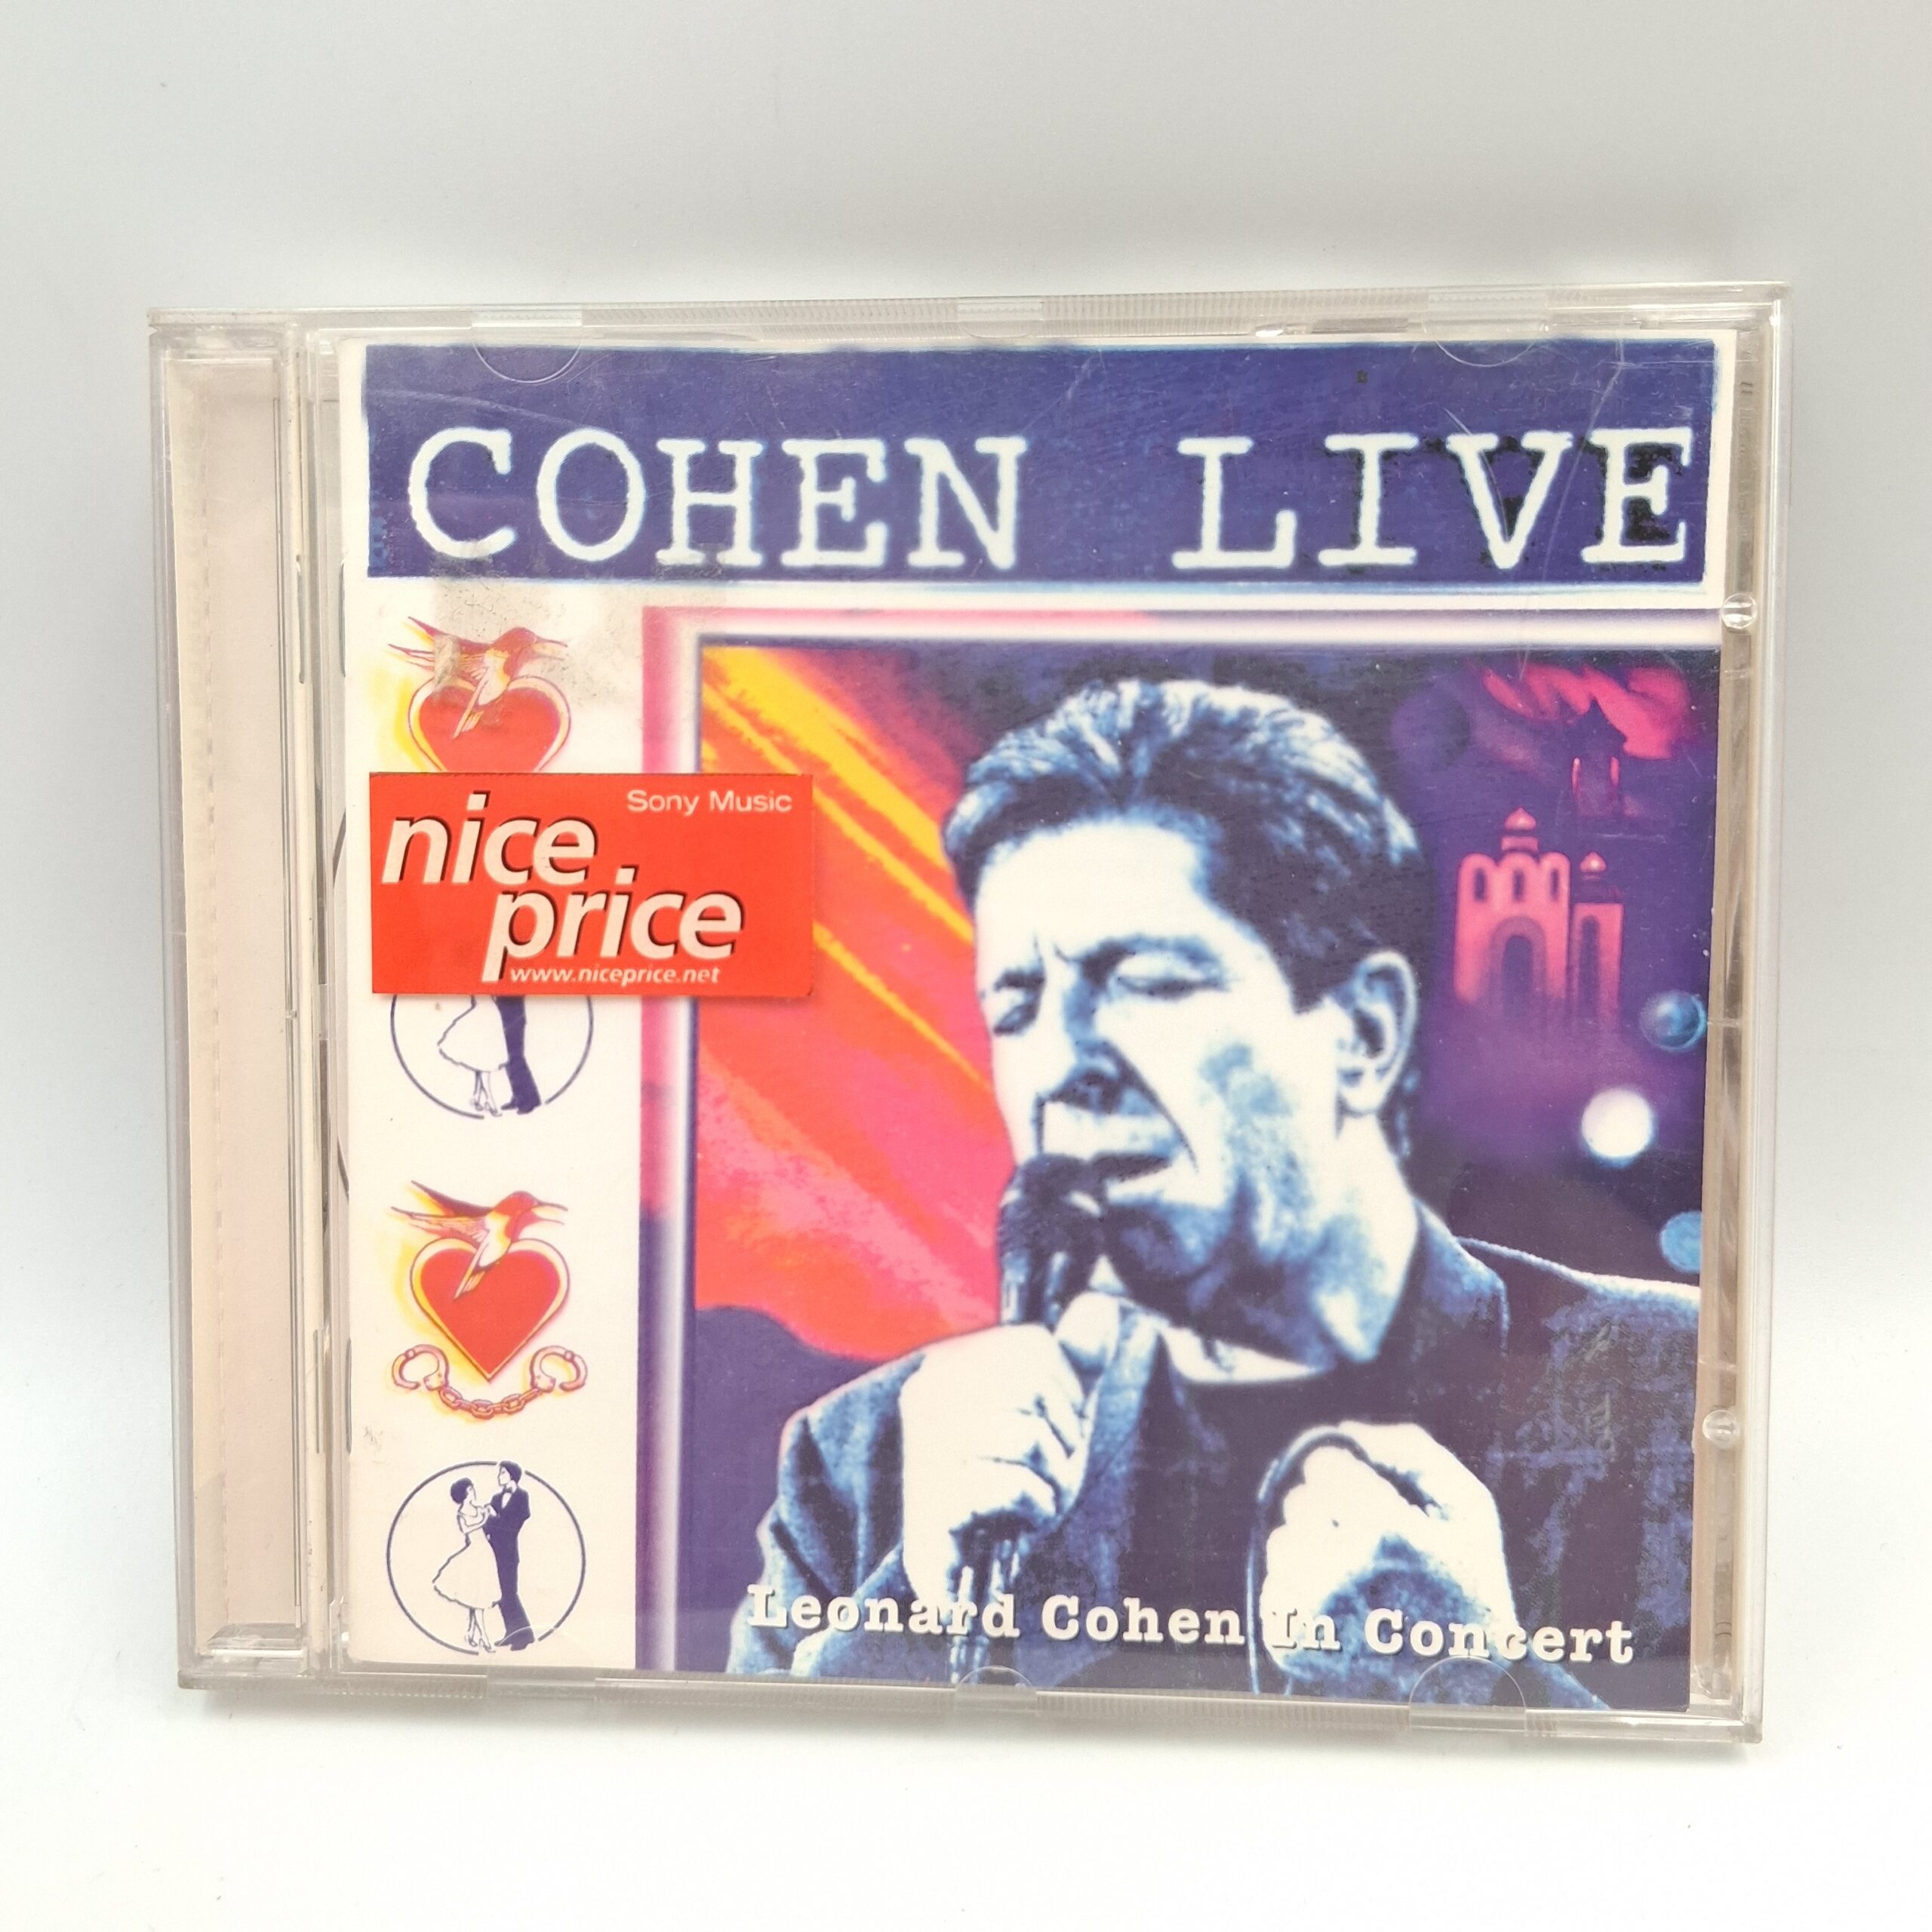 COHEN LIVE
Sony Music
nice
price
www.niceprice.net
Leonard Cohen In Concert